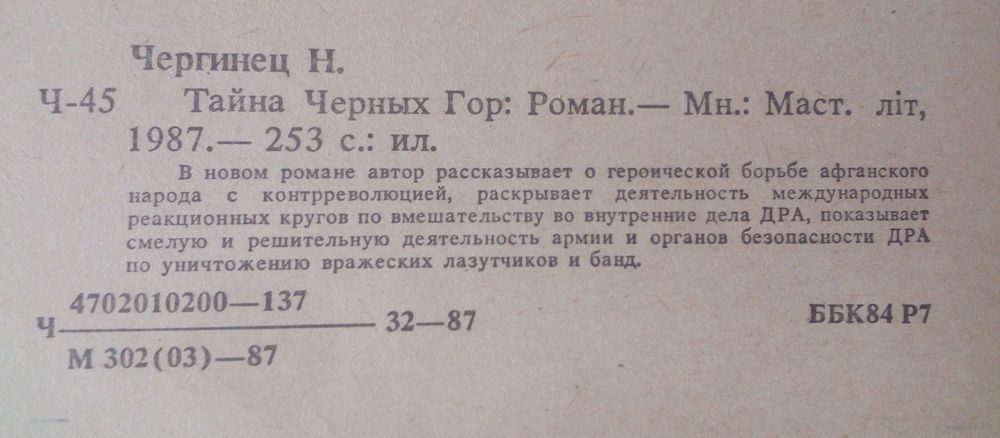 Чергинец Н.
Ч-45 Тайна Черных Гор: Роман.— Мн.: Маст. літ,
1987.— 253 с.: ил.
В новом романе автор рассказывает о героической борьбе афганского
народа с контрреволюцией, раскрывает деятельность международных
реакционных кругов по вмешательству во внутренние дела ДРА, показывает
смелую и решительную деятельность армии и органов безопасности ДРА
по уничтожению вражеских лазутчиков и банд.
4702010200—137
Ч 32—87 ББК84 Р7
М 302(03)—87